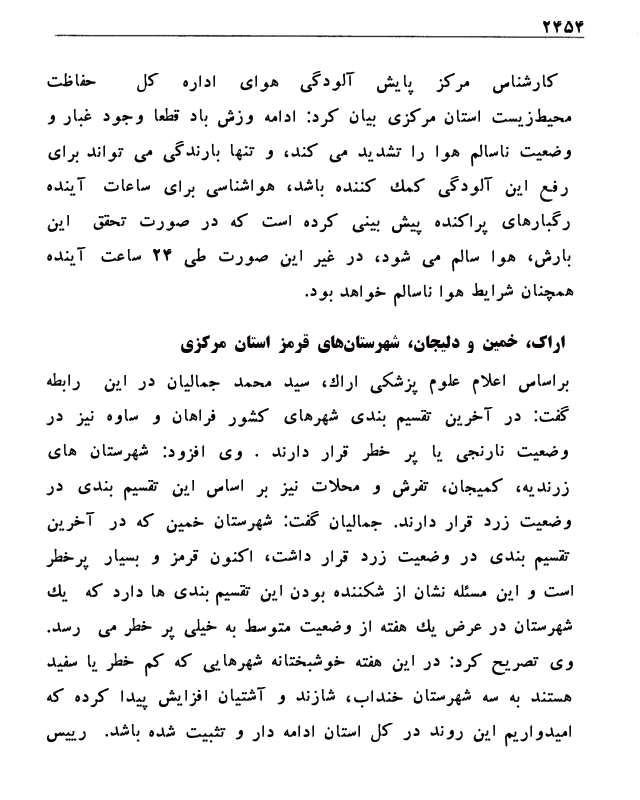 ۲۴۵۴
کارشناس مرکز پایش آلودگی هوای اداره کل حفاظت
محیط‌زیست استان مرکزی بیان کرد: ادامه وزش باد قطعا وجود غبار و
وضعیت ناسالم هوا را تشدید می کند، و تنها بارندگی می تواند برای
رفع این آلودگی کمك کننده باشد، هواشناسی برای ساعات آینده
رگبارهای پراکنده پیش بینی کرده است که در صورت تحقق این
بارش، هوا سالم می شود، در غیر این صورت طی ۲۴ ساعت آینده
همچنان شرایط هوا ناسالم خواهد بود.
اراک، خمین و دلیجان، شهرستان‌های قرمز استان مرکزی
براساس اعلام علوم پزشکی اراك، سید محمد جمالیان در این رابطه
گفت: در آخرین تقسیم بندی شهرهای کشور فراهان و ساوه نیز در
وضعیت نارنجی یا پر خطر قرار دارند . وی افزود: شهرستان های
زرندیه، کمیجان، تفرش و محلات نیز بر اساس این تقسیم بندی در
وضعیت زرد قرار دارند. جمالیان گفت: شهرستان خمین که در آخرین
تقسیم بندی در وضعیت زرد قرار داشت، اکنون قرمز و بسیار پرخطر
است و این مسئله نشان از شکننده بودن این تقسیم بندی ها دارد که یك
شهرستان در عرض یك هفته از وضعیت متوسط به خیلی پر خطر می رسد.
وی تصریح کرد: در این هفته خوشبختانه شهرهایی که کم خطر یا سفید
هستند به سه شهرستان خنداب، شازند و آشتیان افزایش پیدا کرده که
امیدواریم این روند در کل استان ادامه دار و تثبیت شده باشد. رییس